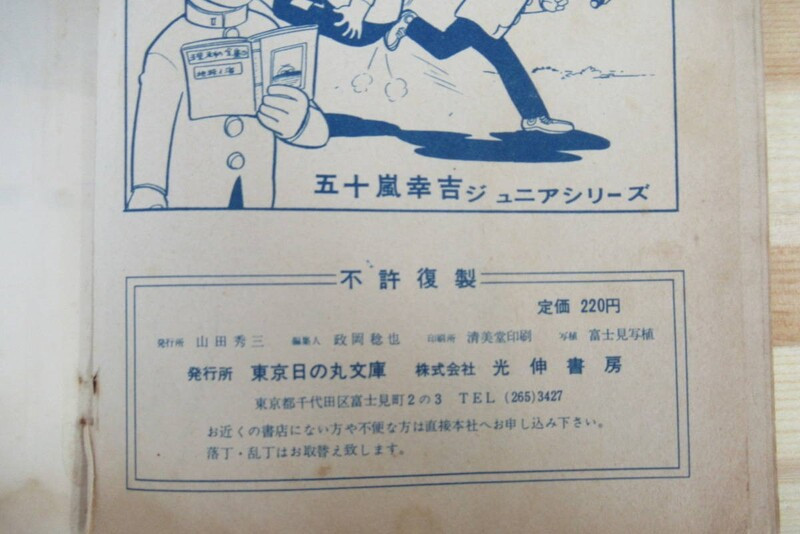 五十嵐幸吉ジュニアシリーズ
不許復製
定価 220円
発行所 山田秀三 編集人 政岡稔也 印刷所 清美堂印刷 写植 富士見写植
発行所 東京日の丸文庫 株式会社 光伸書房
東京都千代田区富士見町2の3 TEL (265)3427
お近くの書店にない方や不便な方は直接本社へお申し込み下さい。
落丁・乱丁はお取替え致します。